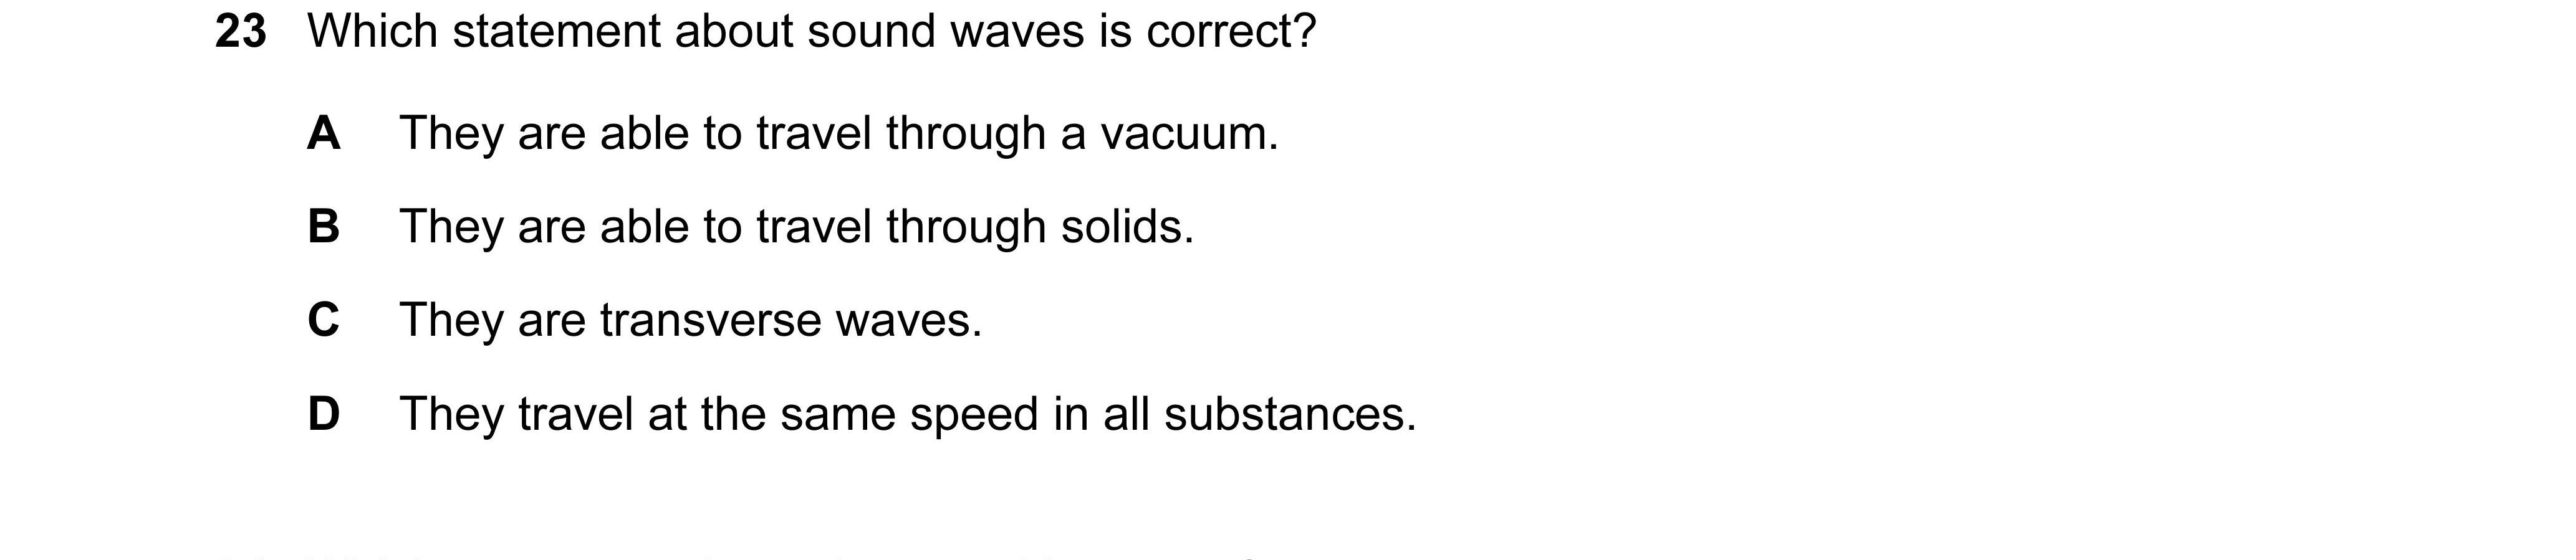 23 Which statement about sound waves is correct?
A They are able to travel through a vacuum.
B They are able to travel through solids.
C They are transverse waves.
D They travel at the same speed in all substances.